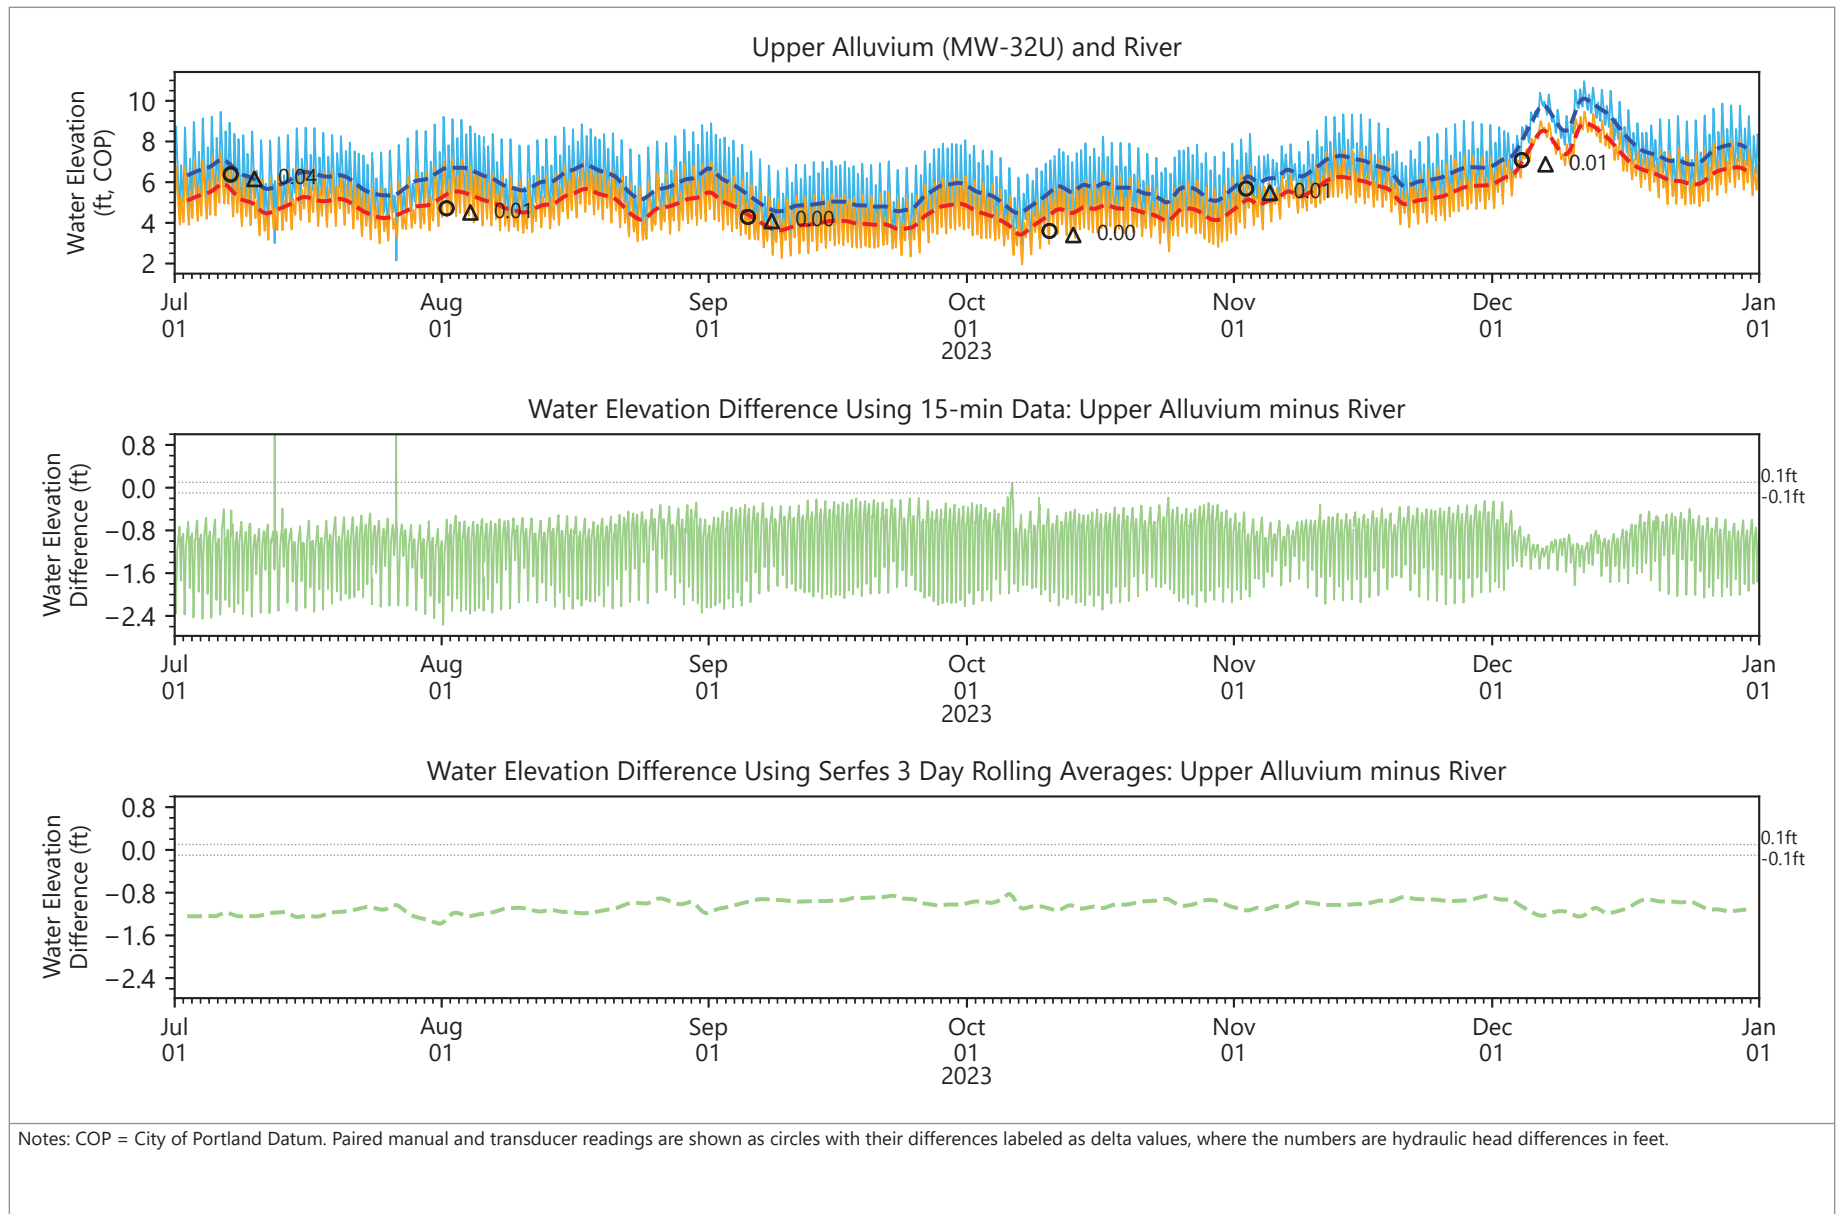 Upper Alluvium (MW-32U) and River
Water Elevation
(ft, COP)
10
8
6
4
2
△ 0.04
△ 0.01
△ 0.00
△ 0.00
△ 0.01
△ 0.01
Jul Aug Sep Oct Nov Dec Jan
01 01 01 01 01 01 01
2023
Water Elevation Difference Using 15-min Data: Upper Alluvium minus River
Water Elevation
Difference (ft)
0.8
0.0
−0.8
−1.6
−2.4
0.1ft
-0.1ft
Jul Aug Sep Oct Nov Dec Jan
01 01 01 01 01 01 01
2023
Water Elevation Difference Using Serfes 3 Day Rolling Averages: Upper Alluvium minus River
Water Elevation
Difference (ft)
0.8
0.0
−0.8
−1.6
−2.4
0.1ft
-0.1ft
Jul Aug Sep Oct Nov Dec Jan
01 01 01 01 01 01 01
2023
Notes: COP = City of Portland Datum. Paired manual and transducer readings are shown as circles with their differences labeled as delta values, where the numbers are hydraulic head differences in feet.